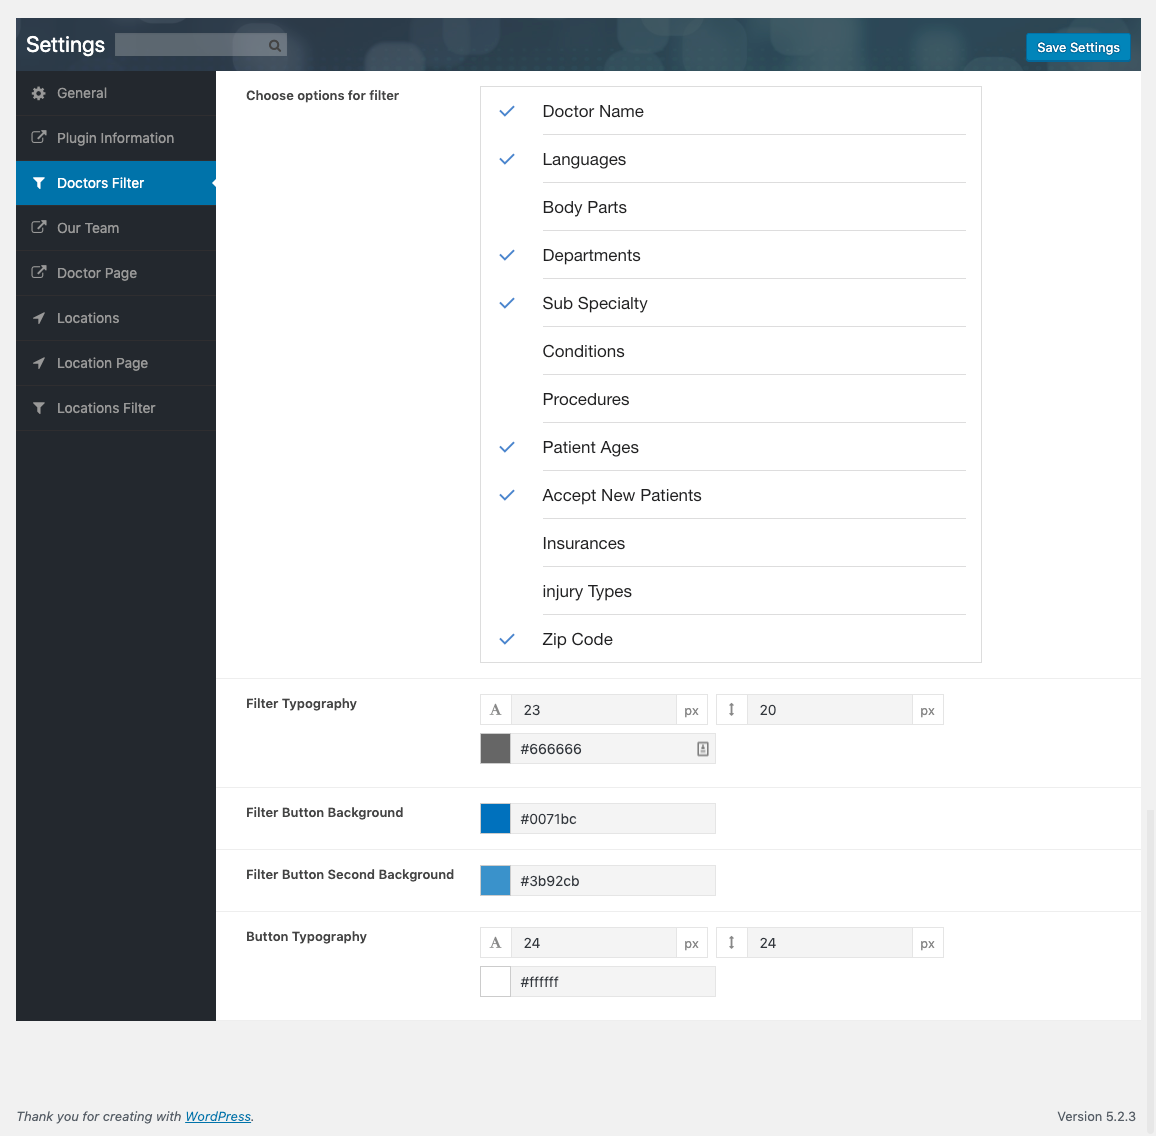 Settings
Save Settings
General
Plugin Information
Doctors Filter
Our Team
Doctor Page
Locations
Location Page
Locations Filter
Choose options for filter
Doctor Name
Languages
Body Parts
Departments
Sub Specialty
Conditions
Procedures
Patient Ages
Accept New Patients
Insurances
injury Types
Zip Code
Filter Typography
A 23 px 20 px
#666666
Filter Button Background
#0071bc
Filter Button Second Background
#3b92cb
Button Typography
A 24 px 24 px
#ffffff
Thank you for creating with WordPress.
Version 5.2.3